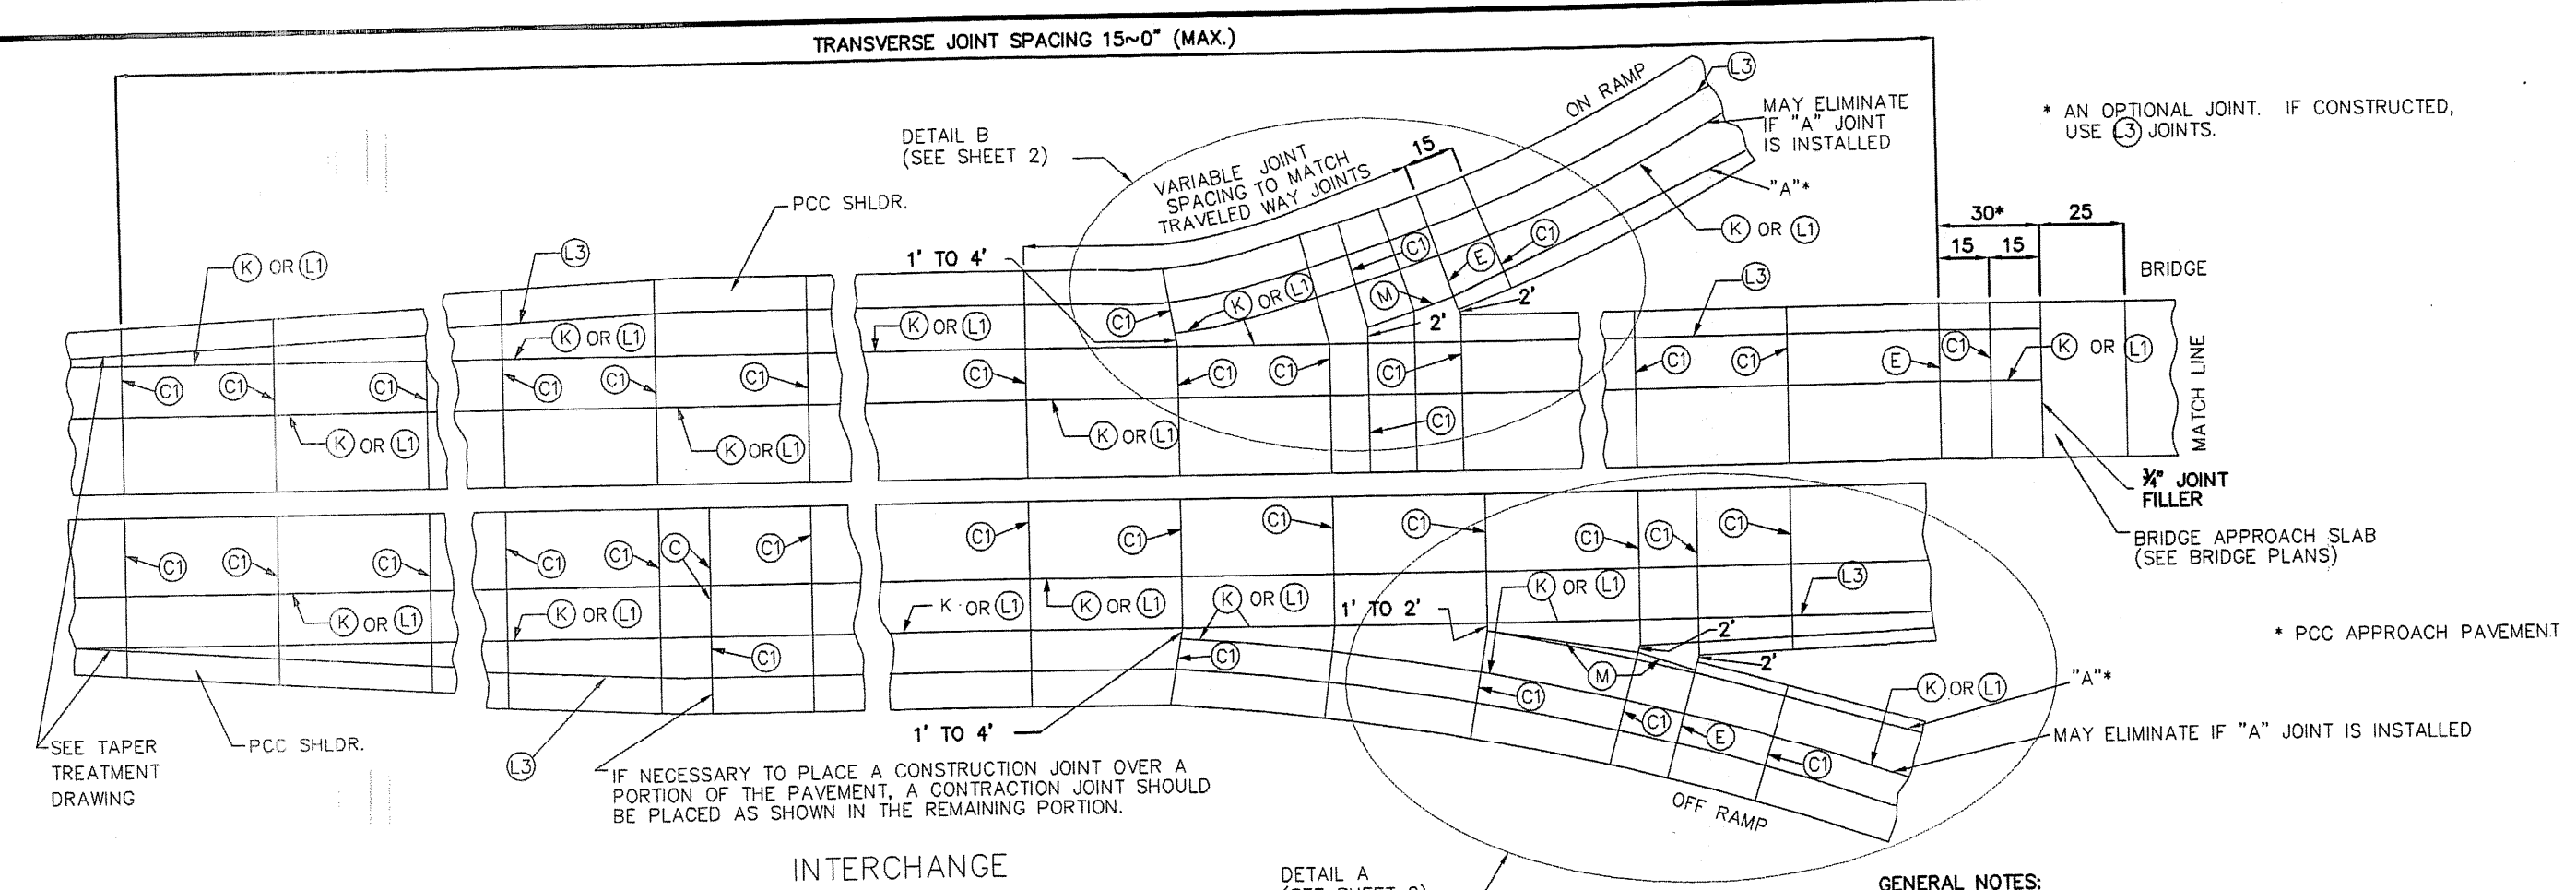 TRANSVERSE JOINT SPACING 15~0" (MAX.)
ON RAMP
L3
MAY ELIMINATE
IF "A" JOINT
IS INSTALLED
* AN OPTIONAL JOINT. IF CONSTRUCTED,
USE L3 JOINTS.
DETAIL B
(SEE SHEET 2)
VARIABLE JOINT
SPACING TO MATCH
TRAVELED WAY JOINTS
15
"A"*
K OR L1
PCC SHLDR.
30*
25
15
15
BRIDGE
K OR L1
L3
1' TO 4'
C1
C1
E
L3
K OR L1
M
2'
2'
K OR L1
K OR L1
C1
C1
C1
C1
C1
C1
C1
C1
C1
C1
C1
C1
C1
E
C1
K OR L1
K OR L1
K OR L1
K OR L1
C1
MATCH LINE
3/4" JOINT
FILLER
BRIDGE APPROACH SLAB
(SEE BRIDGE PLANS)
C1
C1
C1
C1
C1
C
C1
C1
C1
C1
C1
C1
C1
C1
K OR L1
K OR L1
K OR L1
K OR L1
K OR L1
1' TO 2'
K OR L1
L3
2'
2'
* PCC APPROACH PAVEMENT
C1
C1
M
C1
C1
E
C1
K OR L1
"A"*
MAY ELIMINATE IF "A" JOINT IS INSTALLED
SEE TAPER
TREATMENT
DRAWING
PCC SHLDR.
L3
1' TO 4'
IF NECESSARY TO PLACE A CONSTRUCTION JOINT OVER A
PORTION OF THE PAVEMENT, A CONTRACTION JOINT SHOULD
BE PLACED AS SHOWN IN THE REMAINING PORTION.
OFF RAMP
INTERCHANGE
DETAIL A
GENERAL NOTES: